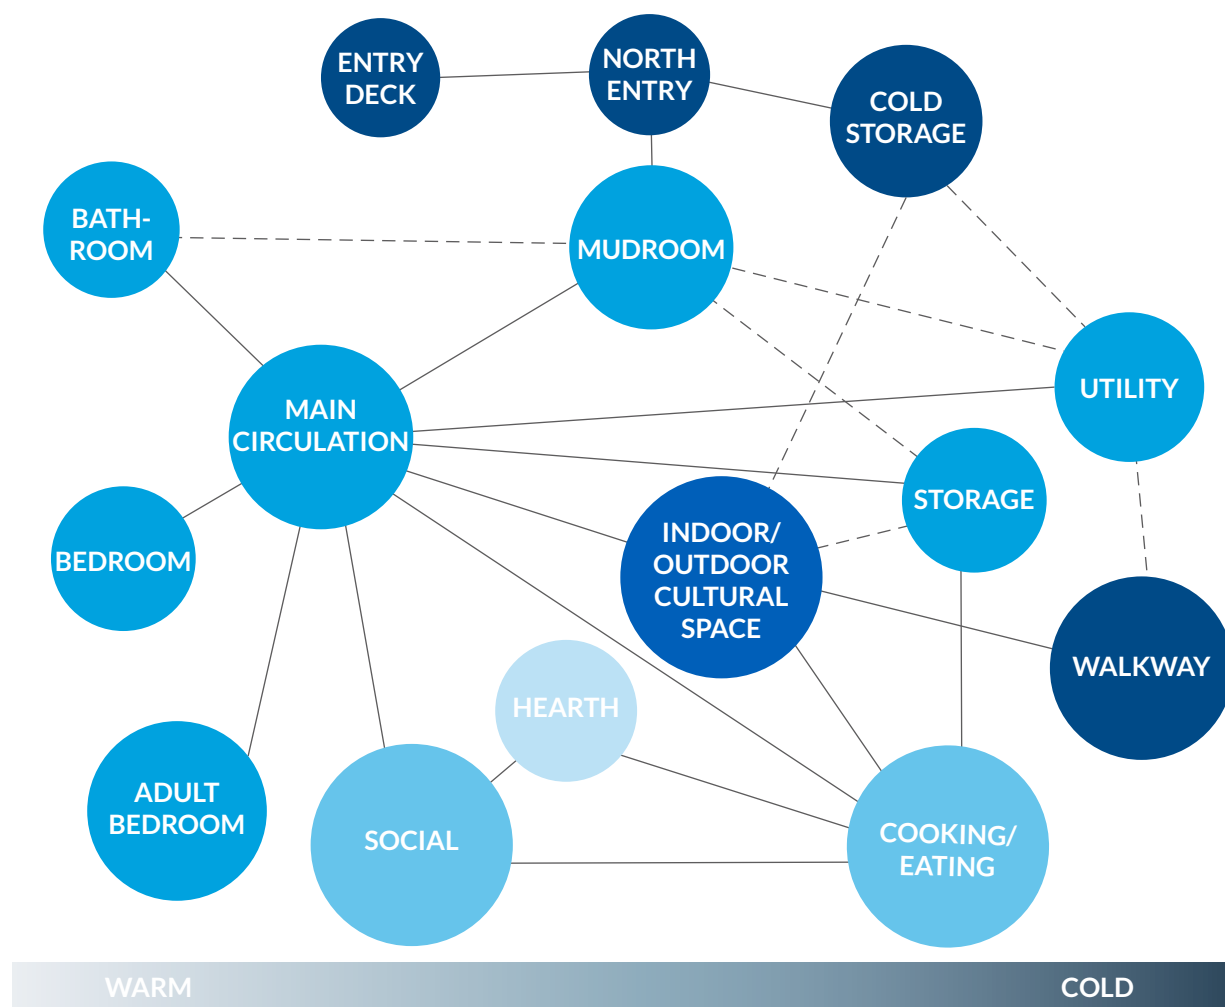 ENTRY
DECK
NORTH
ENTRY
COLD
STORAGE
BATH-
ROOM
MUDROOM
UTILITY
MAIN
CIRCULATION
STORAGE
INDOOR/
OUTDOOR
CULTURAL
SPACE
BEDROOM
WALKWAY
HEARTH
ADULT
BEDROOM
SOCIAL
COOKING/
EATING
WARM
COLD